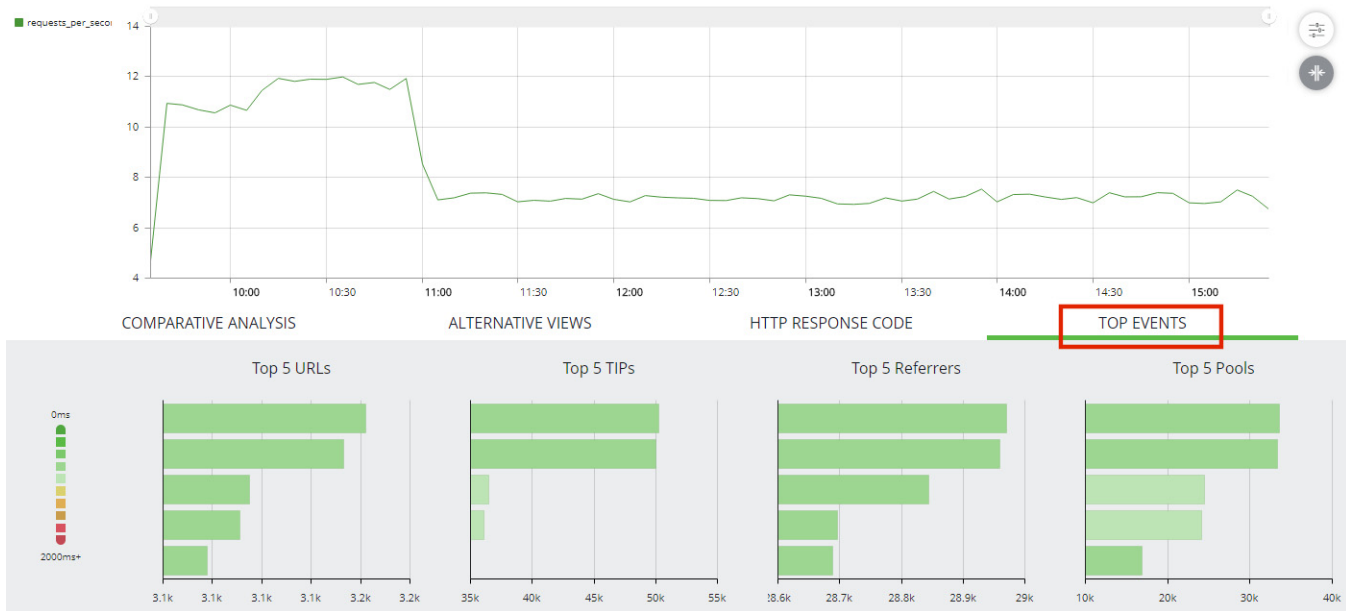 requests_per_seco
14
12
10
8
6
4
10:00 10:30 11:00 11:30 12:00 12:30 13:00 13:30 14:00 14:30 15:00
COMPARATIVE ANALYSIS ALTERNATIVE VIEWS HTTP RESPONSE CODE TOP EVENTS
Top 5 URLs Top 5 TIPs Top 5 Referrers Top 5 Pools
0ms
2000ms+
3.1k 3.1k 3.1k 3.1k 3.2k 3.2k 35k 40k 45k 50k 55k 28.6k 28.7k 28.8k 28.9k 29k 10k 20k 30k 40k